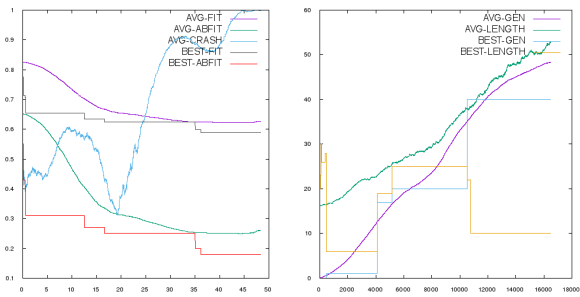 1
0.9
0.8
0.7
0.6
0.5
0.4
0.3
0.2
0.1
0 5 10 15 20 25 30 35 40 45 50
AVG-FIT
AVG-ABFIT
AVG-CRASH
BEST-FIT
BEST-ABFIT
60
50
40
30
20
10
0
0 2000 4000 6000 8000 10000 12000 14000 16000 18000
AVG-GEN
AVG-LENGTH
BEST-GEN
BEST-LENGTH